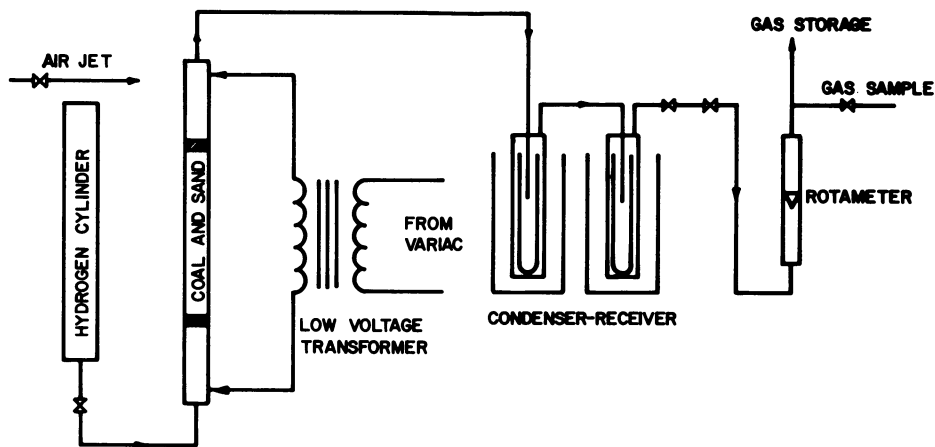 GAS STORAGE
AIR JET
GAS SAMPLE
HYDROGEN CYLINDER
COAL AND SAND
FROM
VARIAC
ROTAMETER
LOW VOLTAGE
TRANSFORMER
CONDENSER-RECEIVER